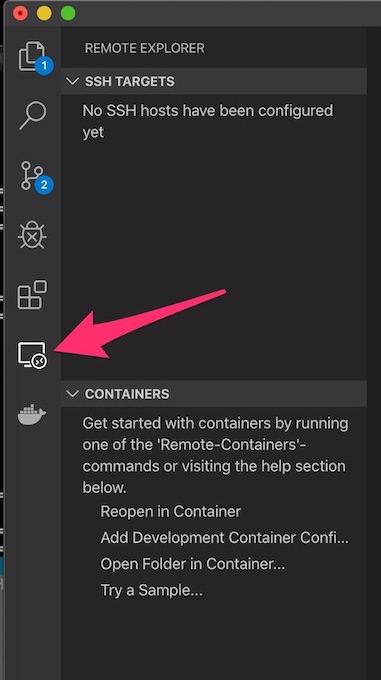 REMOTE EXPLORER
SSH TARGETS
No SSH hosts have been configured
yet
1
2
CONTAINERS
Get started with containers by running
one of the 'Remote-Containers'-
commands or visiting the help section
below.
Reopen in Container
Add Development Container Confi...
Open Folder in Container...
Try a Sample...